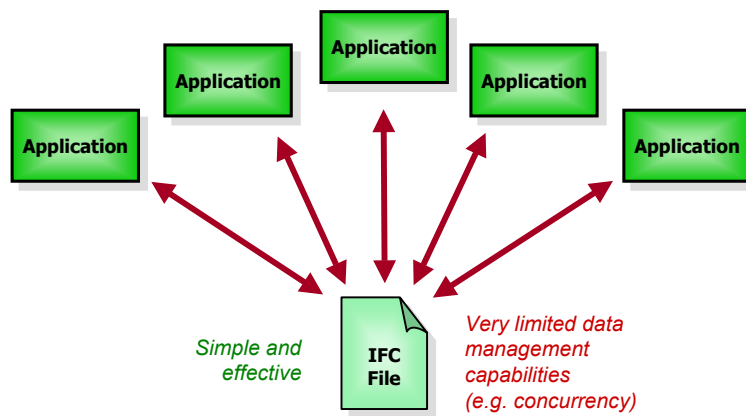 Application
Application
Application
Application
Application
Simple and
effective
IFC
File
Very limited data
management
capabilities
(e.g. concurrency)